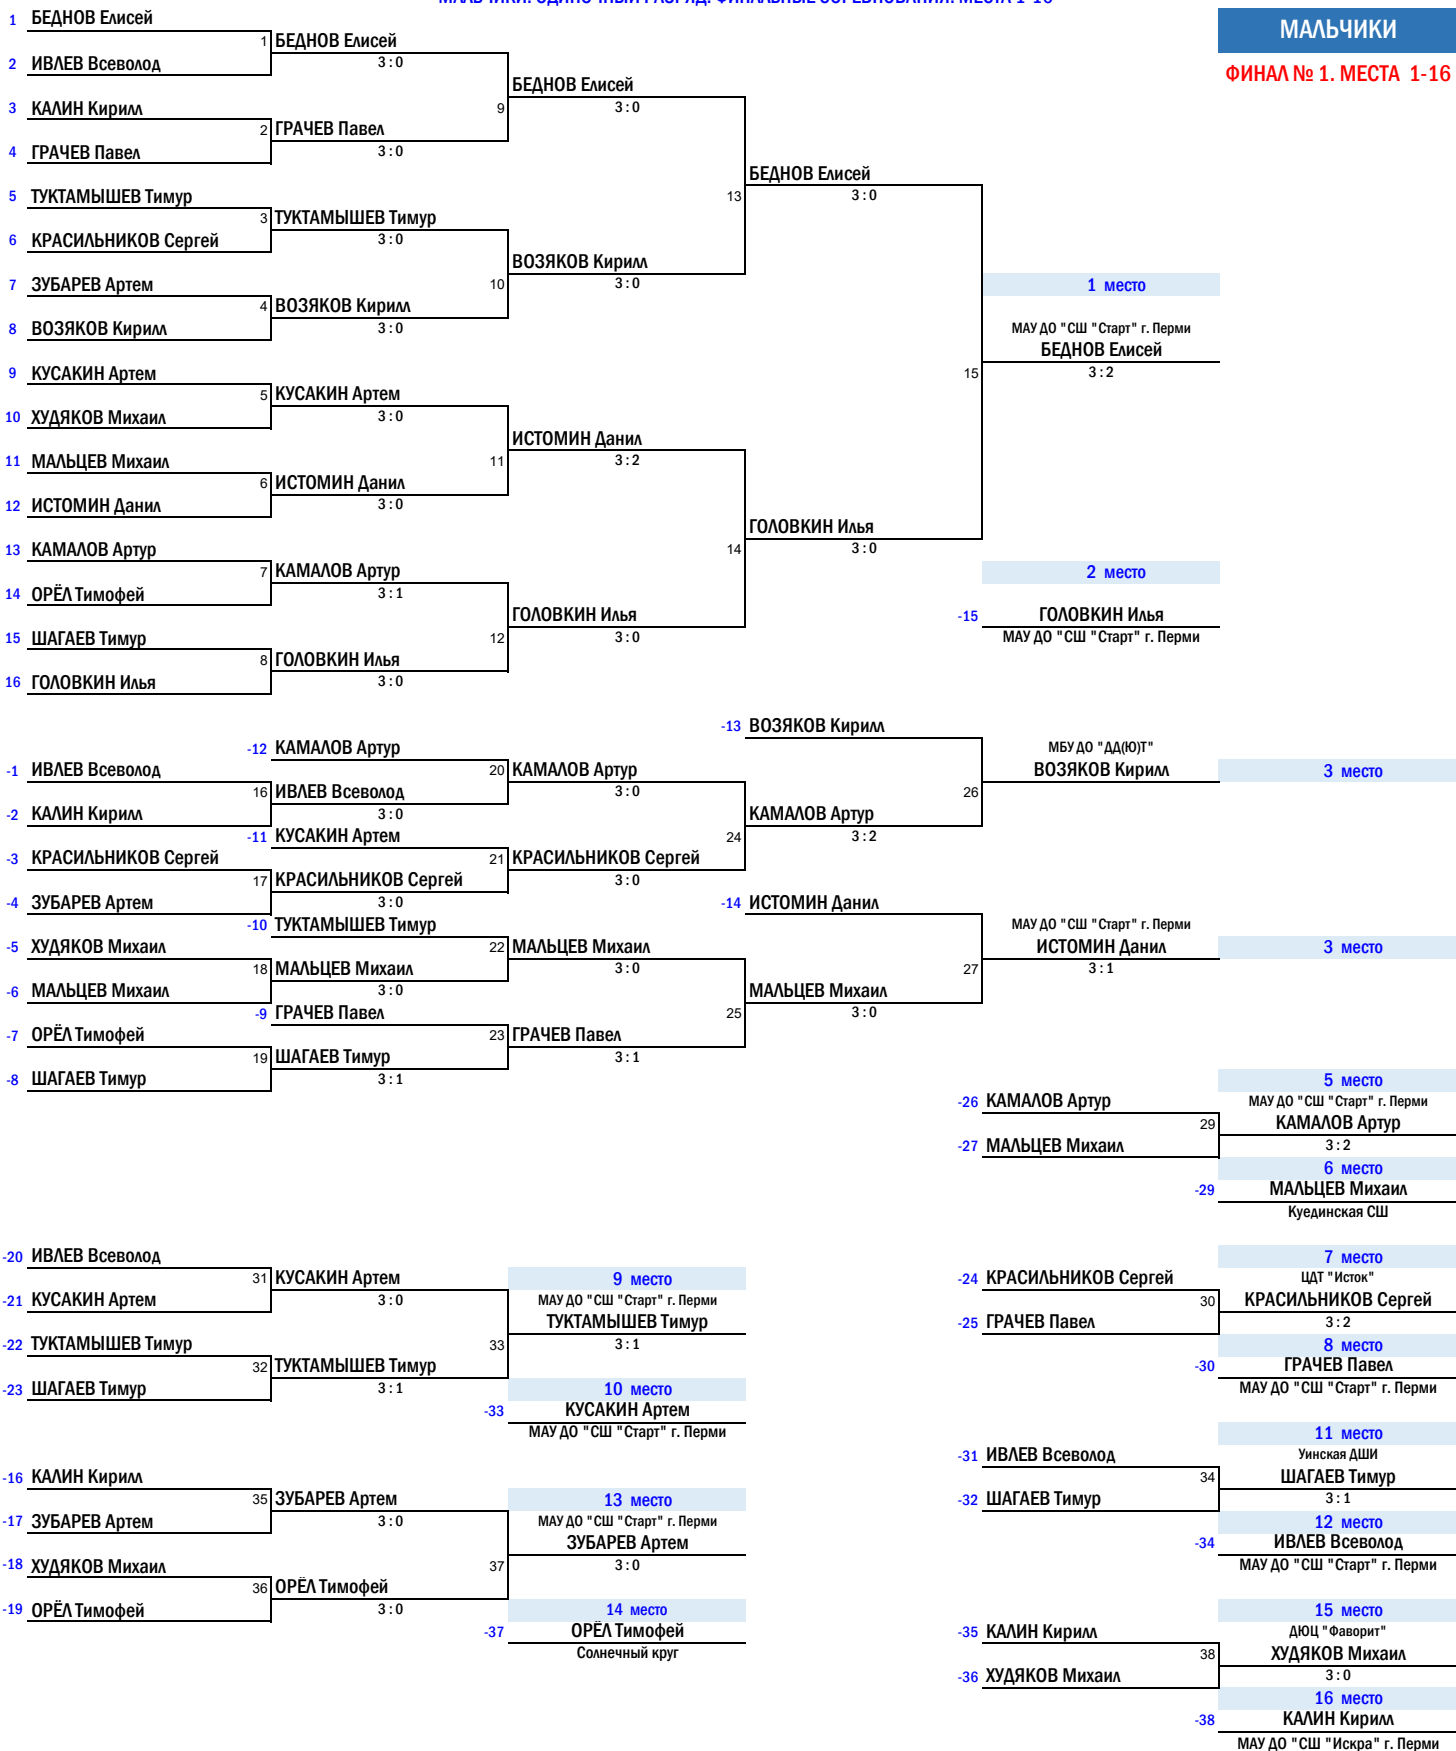 МАЛЬЧИКИ. ОДИНОЧНЫЙ РАЗРЯД. ФИНАЛЬНЫЕ СОРЕВНОВАНИЯ. МЕСТА 1-16
МАЛЬЧИКИ
ФИНАЛ № 1. МЕСТА 1-16
1 БЕДНОВ Елисей
1 БЕДНОВ Елисей
3 : 0
2 ИВЛЕВ Всеволод
БЕДНОВ Елисей
3 : 0
3 КАЛИН Кирилл
9
2 ГРАЧЕВ Павел
3 : 0
4 ГРАЧЕВ Павел
БЕДНОВ Елисей
3 : 0
5 ТУКТАМЫШЕВ Тимур
13
3 ТУКТАМЫШЕВ Тимур
3 : 0
6 КРАСИЛЬНИКОВ Сергей
ВОЗЯКОВ Кирилл
3 : 0
7 ЗУБАРЕВ Артем
10
1 место
4 ВОЗЯКОВ Кирилл
3 : 0
8 ВОЗЯКОВ Кирилл
МАУ ДО "СШ "Старт" г. Перми
БЕДНОВ Елисей
3 : 2
9 КУСАКИН Артем
15
5 КУСАКИН Артем
3 : 0
10 ХУДЯКОВ Михаил
ИСТОМИН Данил
3 : 2
11 МАЛЬЦЕВ Михаил
11
6 ИСТОМИН Данил
3 : 0
12 ИСТОМИН Данил
ГОЛОВКИН Илья
3 : 0
13 КАМАЛОВ Артур
14
7 КАМАЛОВ Артур
3 : 1
2 место
14 ОРЁЛ Тимофей
ГОЛОВКИН Илья
3 : 0
-15 ГОЛОВКИН Илья
МАУ ДО "СШ "Старт" г. Перми
15 ШАГАЕВ Тимур
12
8 ГОЛОВКИН Илья
3 : 0
16 ГОЛОВКИН Илья
-13 ВОЗЯКОВ Кирилл
-12 КАМАЛОВ Артур
МБУ ДО "ДД(Ю)Т"
ВОЗЯКОВ Кирилл
3 место
-1 ИВЛЕВ Всеволод
20 КАМАЛОВ Артур
3 : 0
16 ИВЛЕВ Всеволод
3 : 0
26
-2 КАЛИН Кирилл
КАМАЛОВ Артур
3 : 2
-11 КУСАКИН Артем
24
-3 КРАСИЛЬНИКОВ Сергей
21 КРАСИЛЬНИКОВ Сергей
3 : 0
17 КРАСИЛЬНИКОВ Сергей
3 : 0
-4 ЗУБАРЕВ Артем
-14 ИСТОМИН Данил
-10 ТУКТАМЫШЕВ Тимур
МАУ ДО "СШ "Старт" г. Перми
ИСТОМИН Данил
3 : 1
3 место
-5 ХУДЯКОВ Михаил
22 МАЛЬЦЕВ Михаил
3 : 0
18 МАЛЬЦЕВ Михаил
3 : 0
27
-6 МАЛЬЦЕВ Михаил
МАЛЬЦЕВ Михаил
3 : 0
-9 ГРАЧЕВ Павел
25
-7 ОРЁЛ Тимофей
23 ГРАЧЕВ Павел
3 : 1
19 ШАГАЕВ Тимур
3 : 1
-8 ШАГАЕВ Тимур
5 место
-26 КАМАЛОВ Артур
МАУ ДО "СШ "Старт" г. Перми
29 КАМАЛОВ Артур
3 : 2
-27 МАЛЬЦЕВ Михаил
6 место
-29 МАЛЬЦЕВ Михаил
Куединская СШ
-20 ИВЛЕВ Всеволод
31 КУСАКИН Артем
3 : 0
-21 КУСАКИН Артем
9 место
МАУ ДО "СШ "Старт" г. Перми
ТУКТАМЫШЕВ Тимур
3 : 1
-22 ТУКТАМЫШЕВ Тимур
33
32 ТУКТАМЫШЕВ Тимур
3 : 1
-23 ШАГАЕВ Тимур
10 место
-33 КУСАКИН Артем
МАУ ДО "СШ "Старт" г. Перми
7 место
-24 КРАСИЛЬНИКОВ Сергей
ЦДТ "Исток"
30 КРАСИЛЬНИКОВ Сергей
3 : 2
-25 ГРАЧЕВ Павел
8 место
-30 ГРАЧЕВ Павел
МАУ ДО "СШ "Старт" г. Перми
11 место
-31 ИВЛЕВ Всеволод
Уинская ДШИ
34 ШАГАЕВ Тимур
3 : 1
-32 ШАГАЕВ Тимур
12 место
-34 ИВЛЕВ Всеволод
МАУ ДО "СШ "Старт" г. Перми
-16 КАЛИН Кирилл
35 ЗУБАРЕВ Артем
3 : 0
-17 ЗУБАРЕВ Артем
13 место
МАУ ДО "СШ "Старт" г. Перми
ЗУБАРЕВ Артем
3 : 0
-18 ХУДЯКОВ Михаил
37
36 ОРЁЛ Тимофей
3 : 0
-19 ОРЁЛ Тимофей
14 место
-37 ОРЁЛ Тимофей
Солнечный круг
15 место
-35 КАЛИН Кирилл
ДЮЦ "Фаворит"
38 ХУДЯКОВ Михаил
3 : 0
-36 ХУДЯКОВ Михаил
16 место
-38 КАЛИН Кирилл
МАУ ДО "СШ "Искра" г. Перми